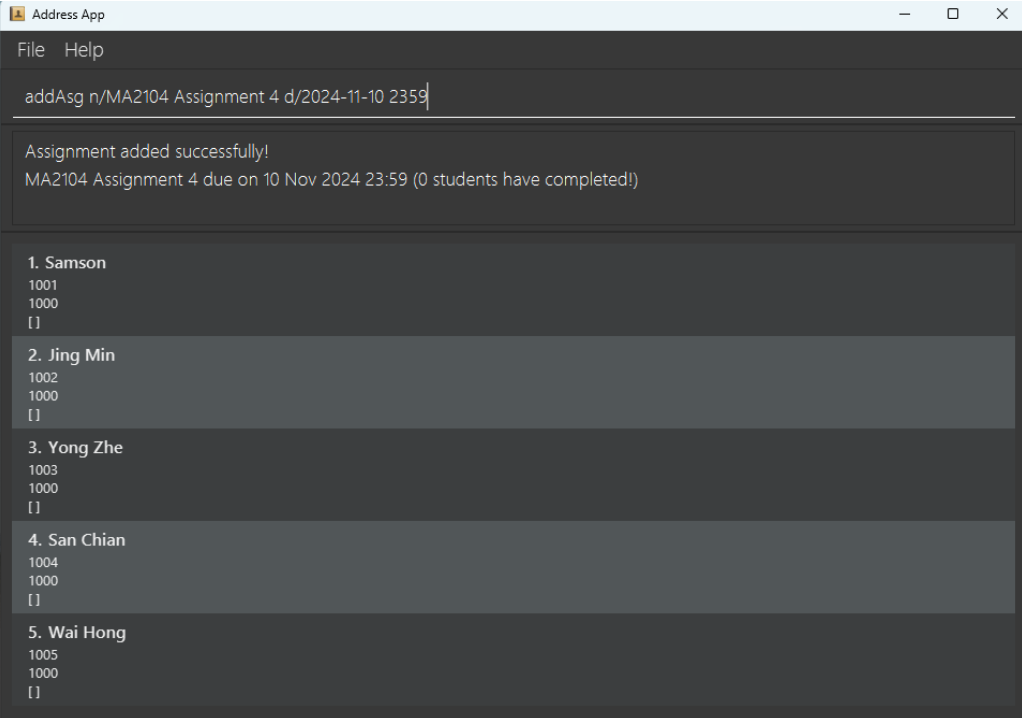 Address App
File Help
addAsg n/MA2104 Assignment 4 d/2024-11-10 2359
Assignment added successfully!
MA2104 Assignment 4 due on 10 Nov 2024 23:59 (0 students have completed!)
1. Samson
1001
1000
[]
2. Jing Min
1002
1000
[]
3. Yong Zhe
1003
1000
[]
4. San Chian
1004
1000
[]
5. Wai Hong
1005
1000
[]